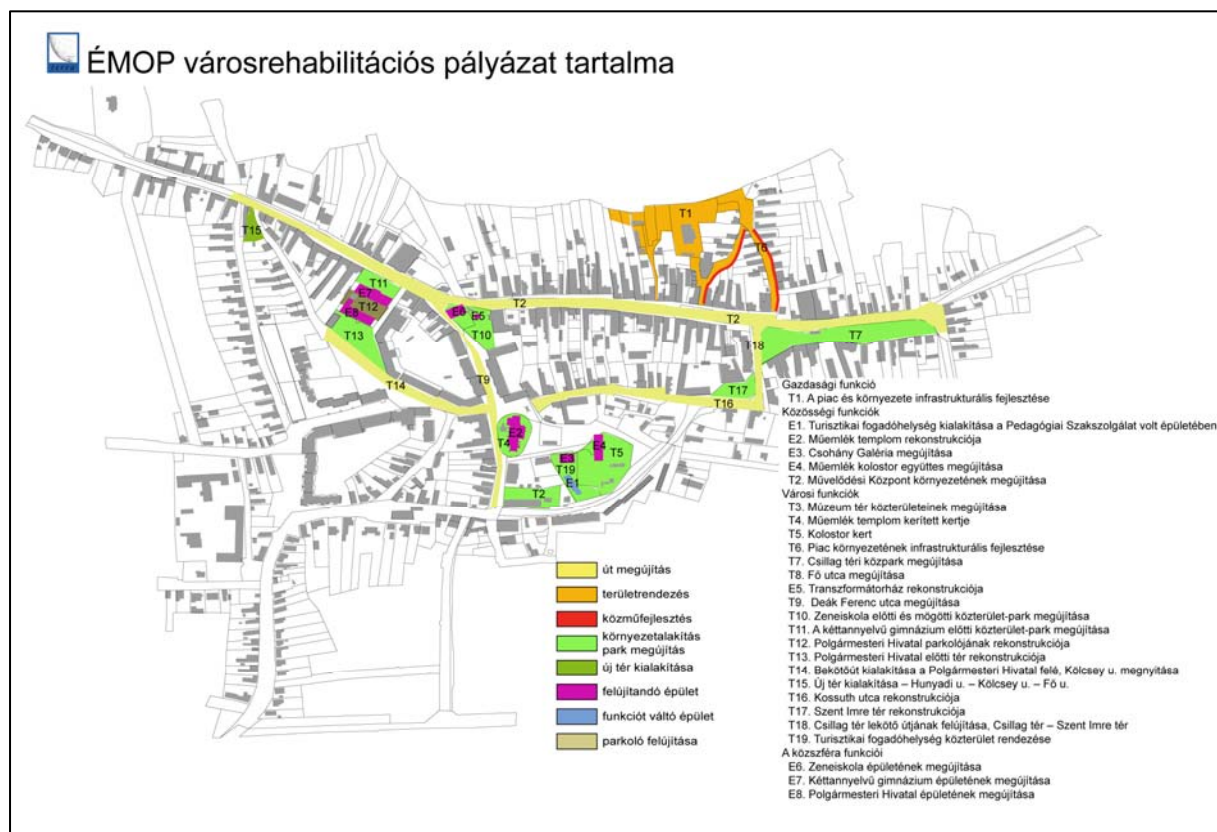 ÉMOP városrehabilitációs pályázat tartalma
T1
T15
T6
T11
E7
T12
E8
T2
E6
E5
T10
T2
T13
T18
T7
T9
T14
T17
T16
E2
T4
E4
T5
E3
T19
E1
T2
út megújítás
területrendezés
közműfejlesztés
környezetalakítás
park megújítás
új tér kialakítása
felújítandó épület
funkciót váltó épület
parkoló felújítása
Gazdasági funkció
T1. A piac és környezete infrastrukturális fejlesztése
Közösségi funkciók
E1. Turisztikai fogadóhelység kialakítása a Pedagógiai Szakszolgálat volt épületében
E2. Műemlék templom rekonstrukciója
E3. Csohány Galéria megújítása
E4. Műemlék kolostor együttes megújítása
T2. Művelődési Központ környezetének megújítása
Városi funkciók
T3. Múzeum tér közterületeinek megújítása
T4. Műemlék templom kerített kertje
T5. Kolostor kert
T6. Piac környezetének infrastrukturális fejlesztése
T7. Csillag téri közpark megújítása
T8. Fő utca megújítása
E5. Transzformátorház rekonstrukciója
T9. Deák Ferenc utca megújítása
T10. Zeneiskola előtti és mögötti közterület-park megújítása
T11. A kéttannyelvű gimnázium előtti közterület-park megújítása
T12. Polgármesteri Hivatal parkolójának rekonstrukciója
T13. Polgármesteri Hivatal előtti tér rekonstrukciója
T14. Bekötőút kialakítása a Polgármesteri Hivatal felé, Kölcsey u. megnyitása
T15. Új tér kialakítása – Hunyadi u. – Kölcsey u. – Fő u.
T16. Kossuth utca rekonstrukciója
T17. Szent Imre tér rekonstrukciója
T18. Csillag tér lekötő útjának felújítása, Csillag tér – Szent Imre tér
T19. Turisztikai fogadóhelység közterület rendezése
A közszféra funkciói
E6. Zeneiskola épületének megújítása
E7. Kéttannyelvű gimnázium épületének megújítása
E8. Polgármesteri Hivatal épületének megújítása